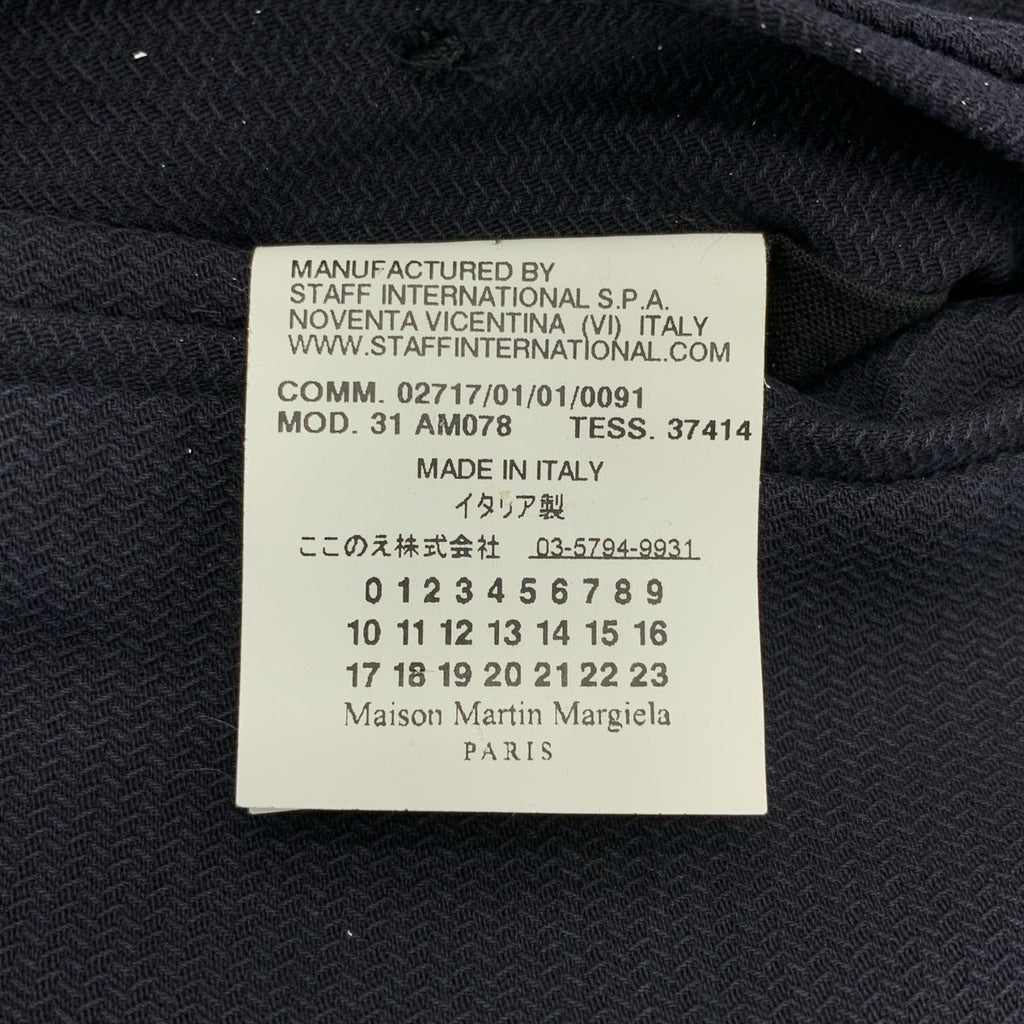 MANUFACTURED BY
STAFF INTERNATIONAL S.P.A.
NOVENTA VICENTINA (VI) ITALY
WWW.STAFFINTERNATIONAL.COM
COMM. 02717/01/01/0091
MOD. 31 AM078 TESS. 37414
MADE IN ITALY
イタリア製
ここのえ株式会社 03-5794-9931
0 1 2 3 4 5 6 7 8 9
10 11 12 13 14 15 16
17 18 19 20 21 22 23
Maison Martin Margiela
PARIS